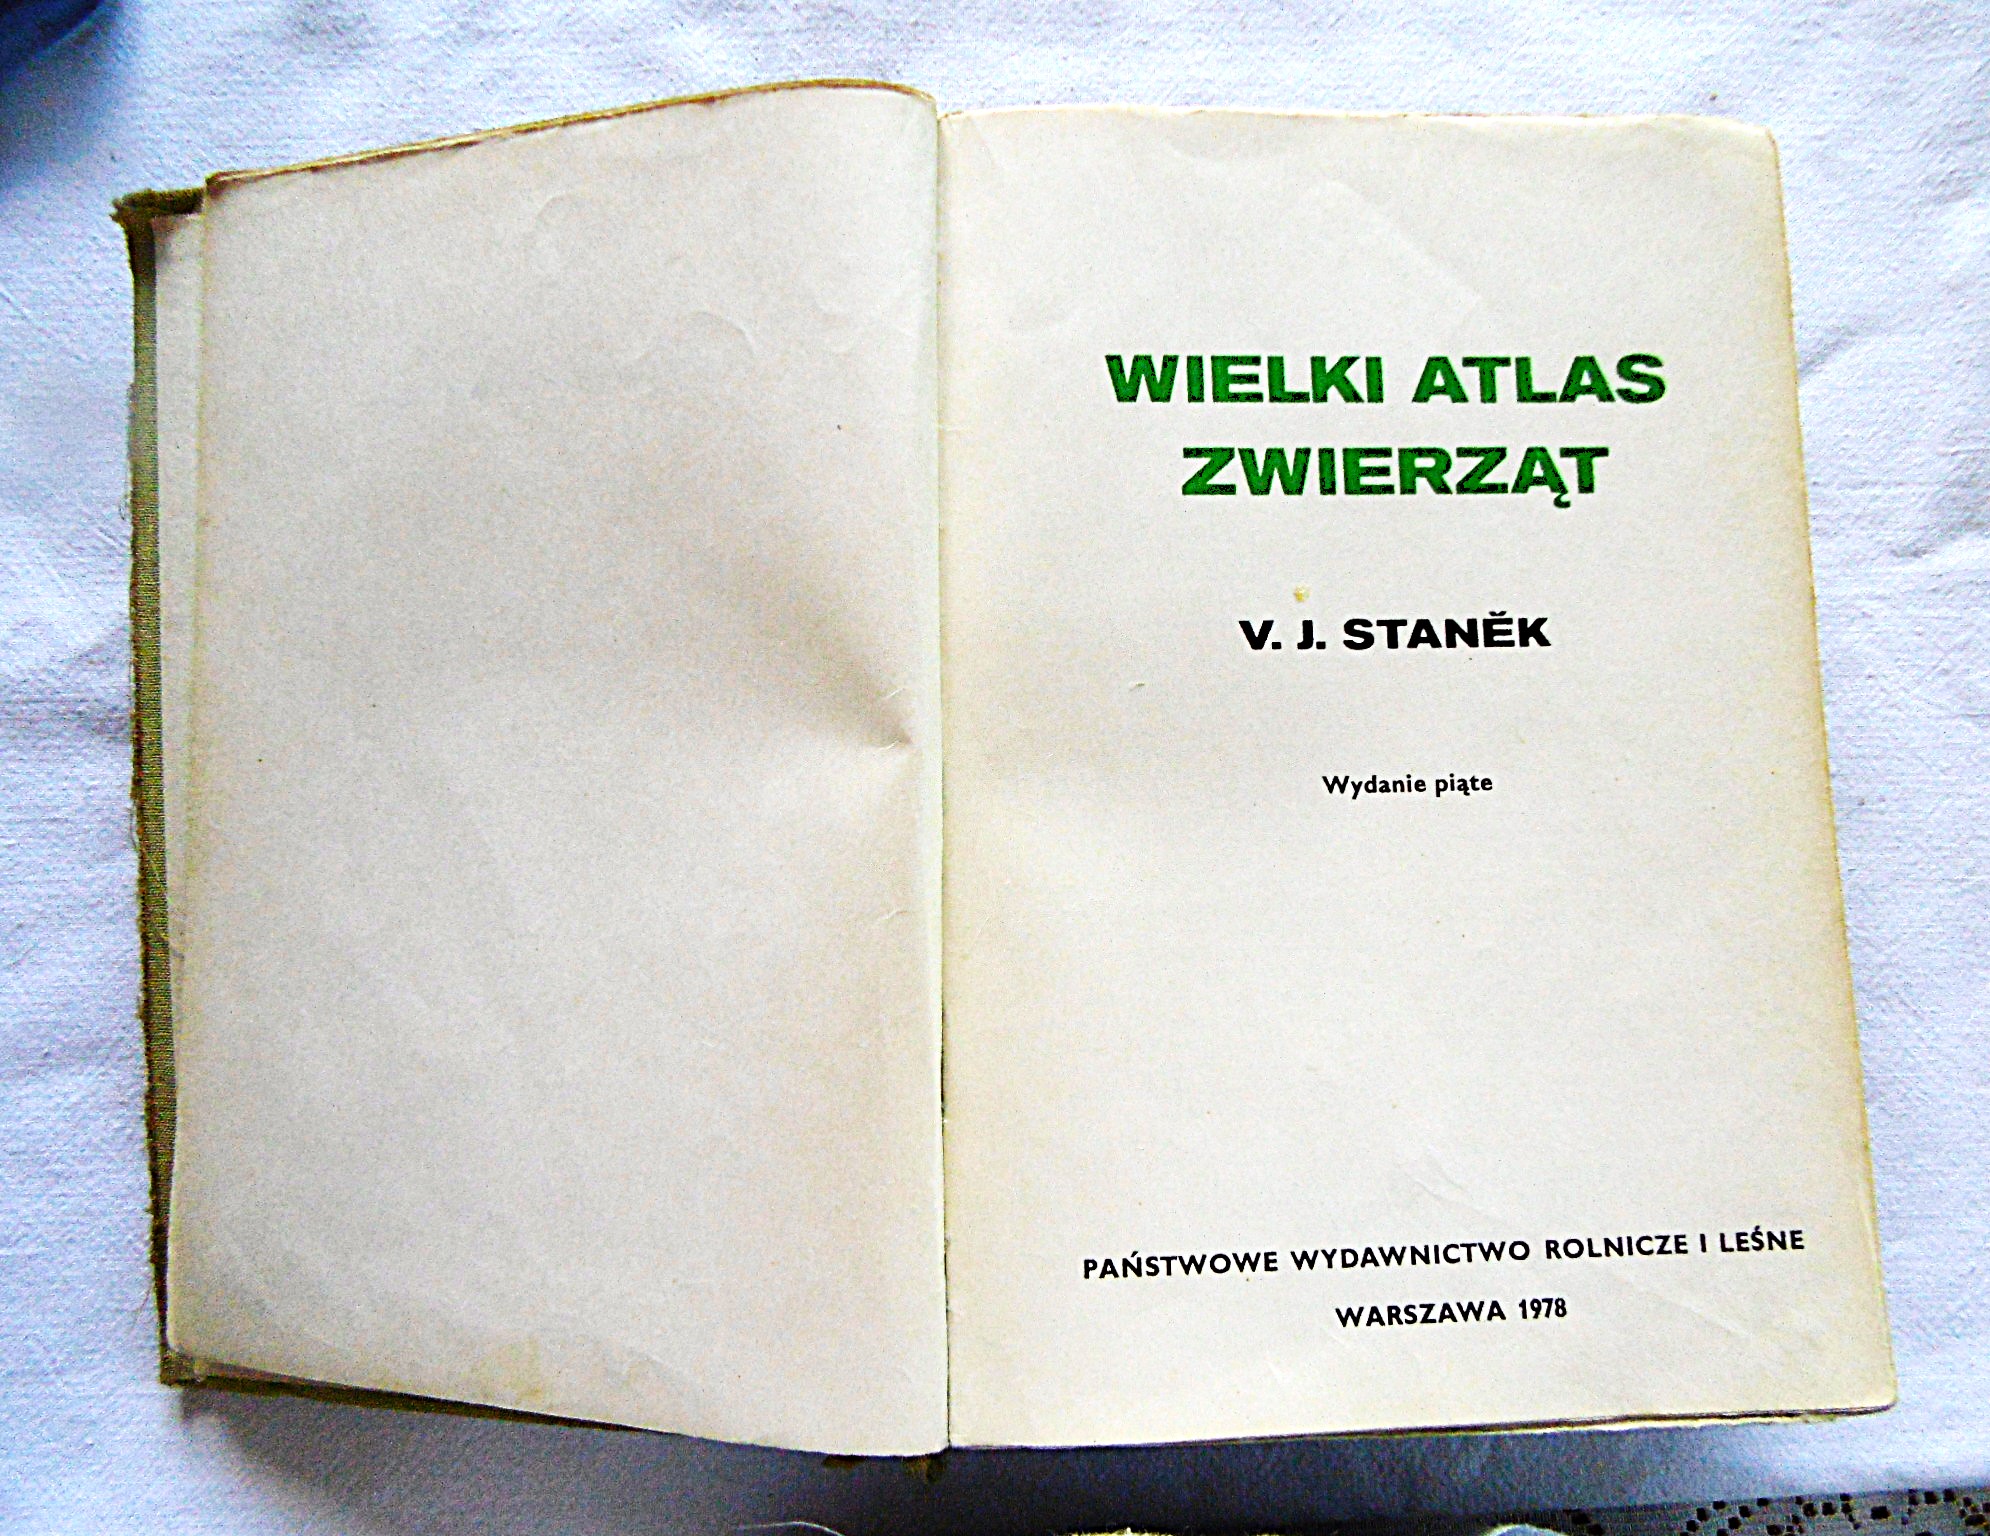 WIELKI ATLAS
ZWIERZĄT
V. J. STANĚK
Wydanie piąte
PAŃSTWOWE WYDAWNICTWO ROLNICZE I LEŚNE
WARSZAWA 1978